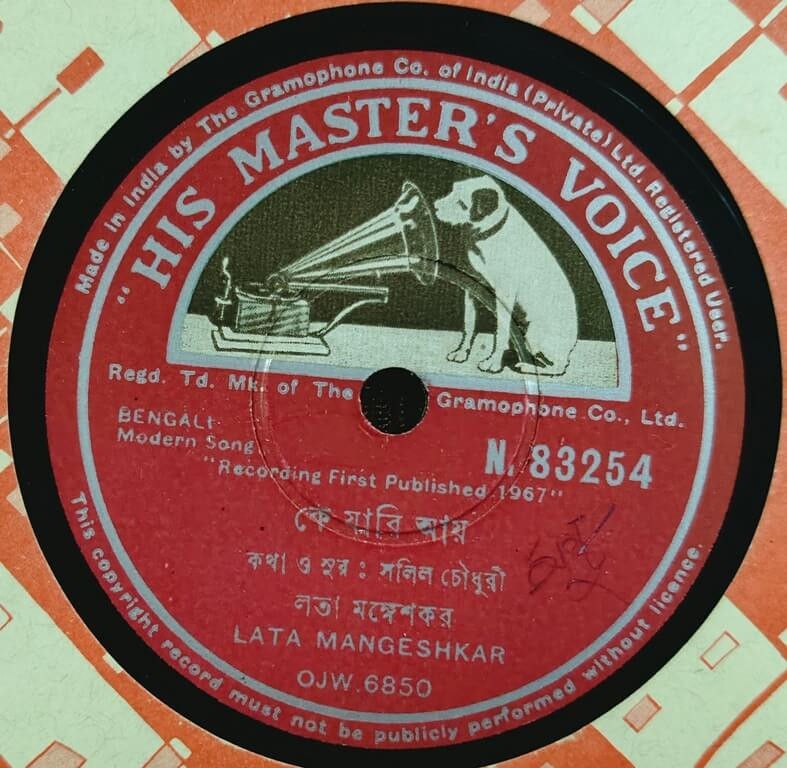 Made in India by The Gramophone Co. of India (Private) Ltd. Registered User.
"HIS MASTER'S VOICE"
Regd. Td. Mk. of The Gramophone Co., Ltd.
BENGALI
Modern Song
N. 83254
"Recording First Published 1967"
কে যাবি আয়
কথা ও সুর : সলিল চৌধুরী
লতা মঙ্গেশকর
LATA MANGESHKAR
OJW.6850
This copyright record must not be publicly performed without licence.